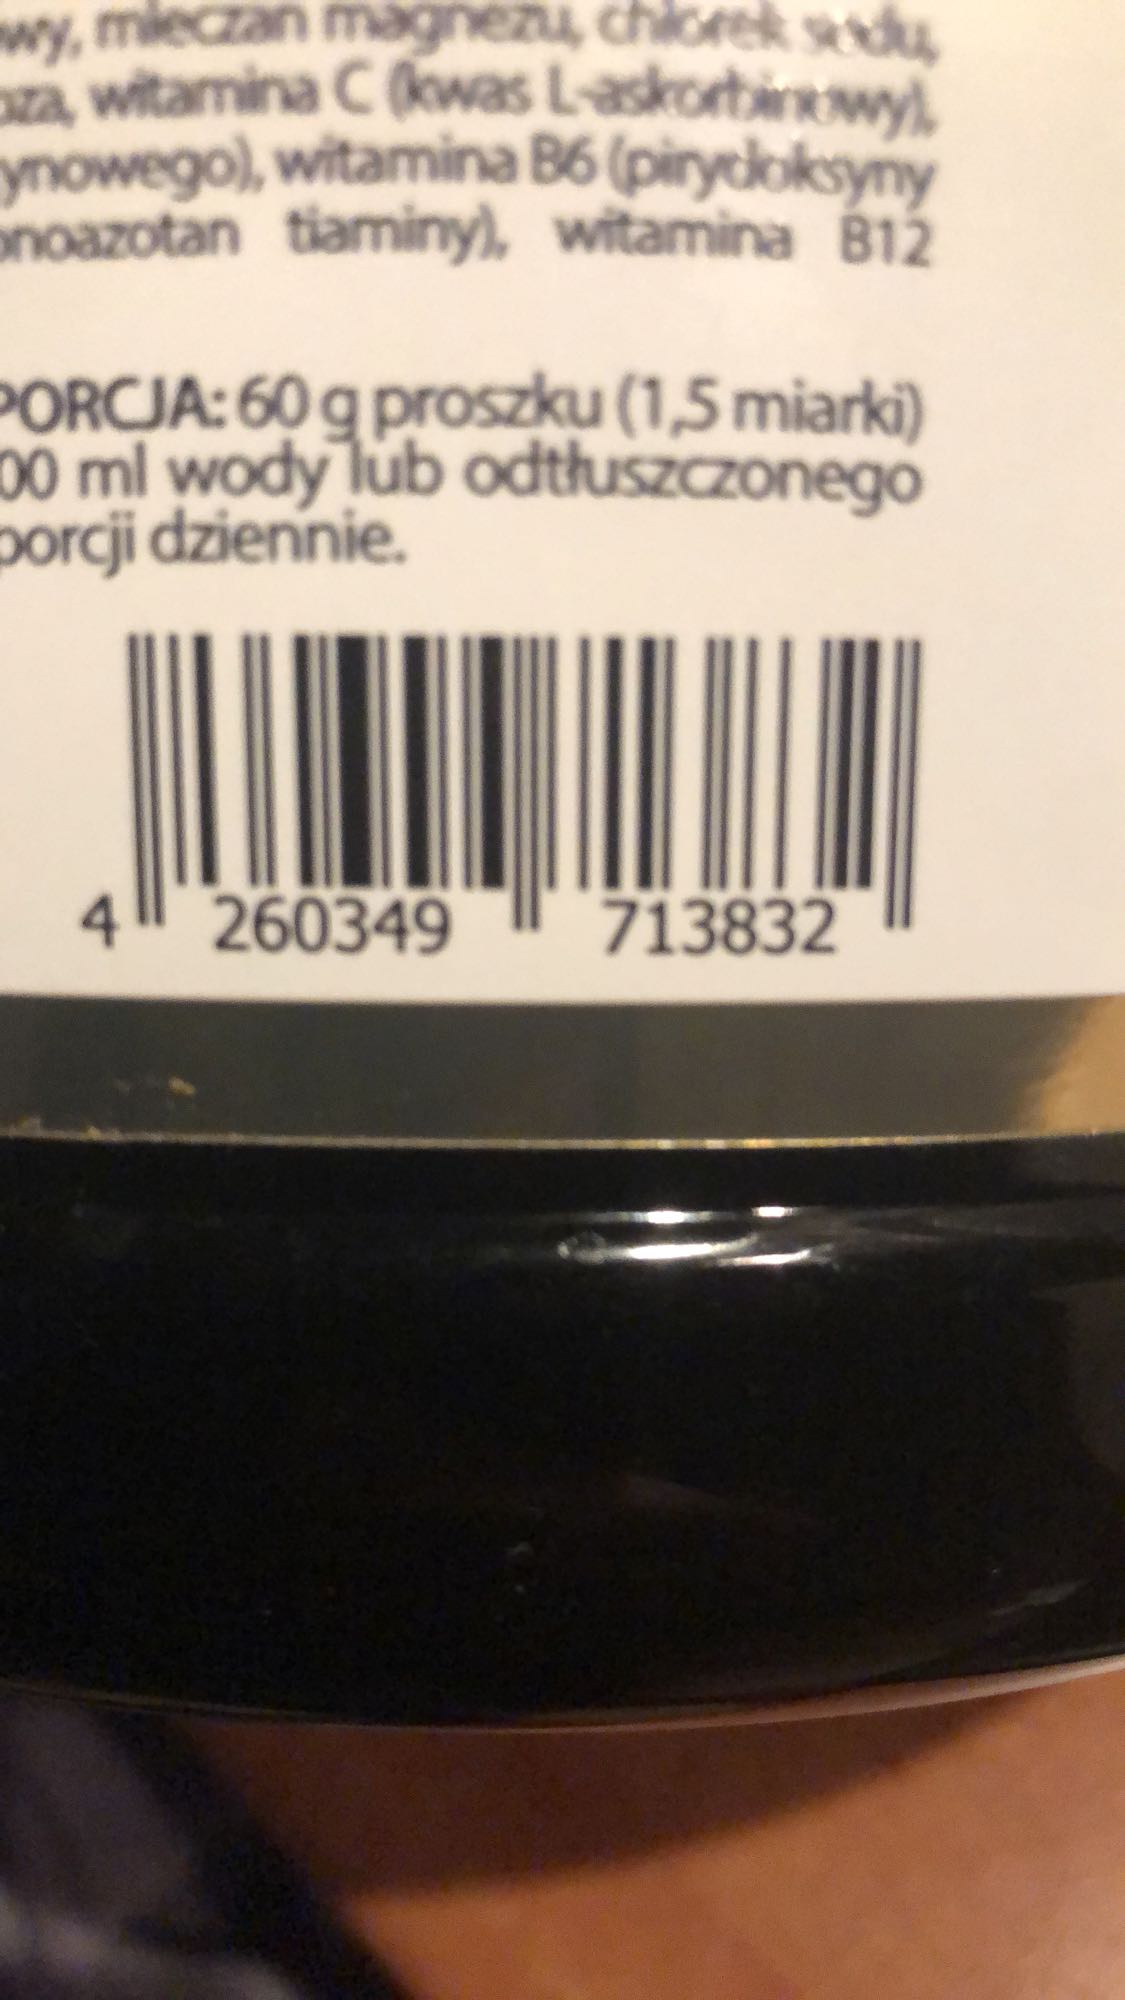 owy, mleczan magnezu, chlorek sodu,
oza, witamina C (kwas L-askorbinowy),
ynowego), witamina B6 (pirydoksyny
onoazotan tiaminy), witamina B12
PORCJA: 60 g proszku (1,5 miarki)
00 ml wody lub odtłuszczonego
porcji dziennie.
4 260349 713832